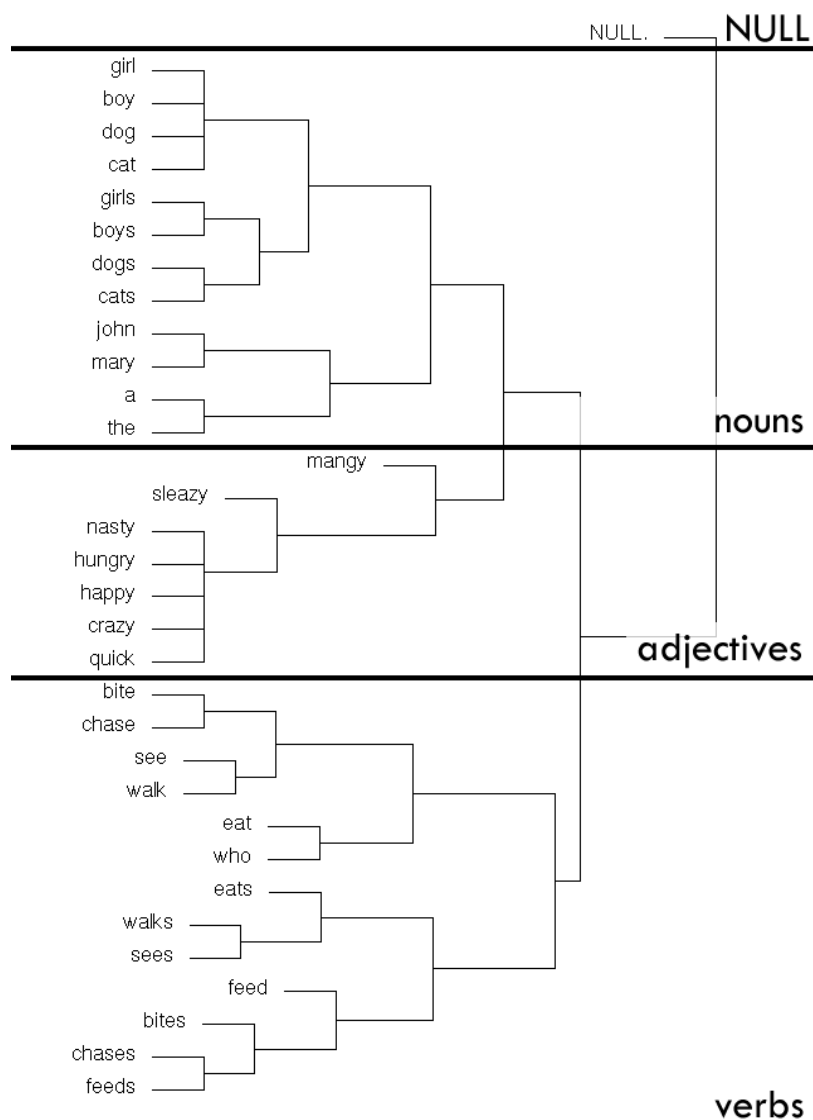 NULL. NULL
girl
boy
dog
cat
girls
boys
dogs
cats
john
mary
a
the
nouns
mangy
sleazy
nasty
hungry
happy
crazy
quick
adjectives
bite
chase
see
walk
eat
who
eats
walks
sees
feed
bites
chases
feeds
verbs